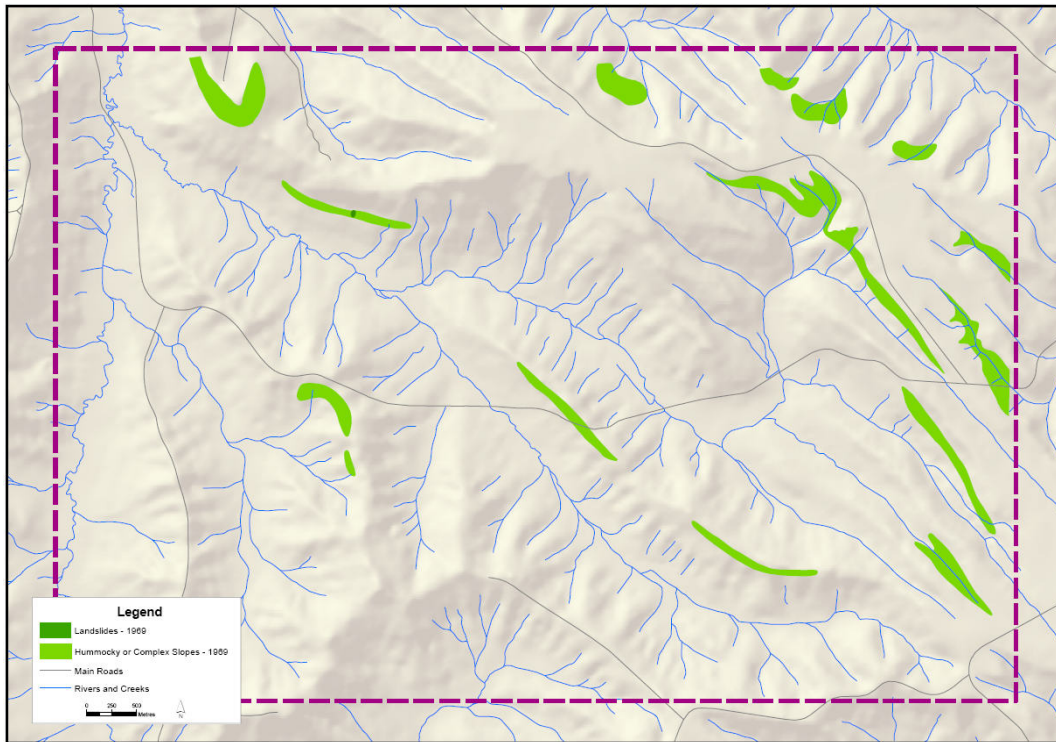 Legend
Landslides - 1969
Hummocky or Complex Slopes - 1969
Main Roads
Rivers and Creeks
0 250 500
Metres
N